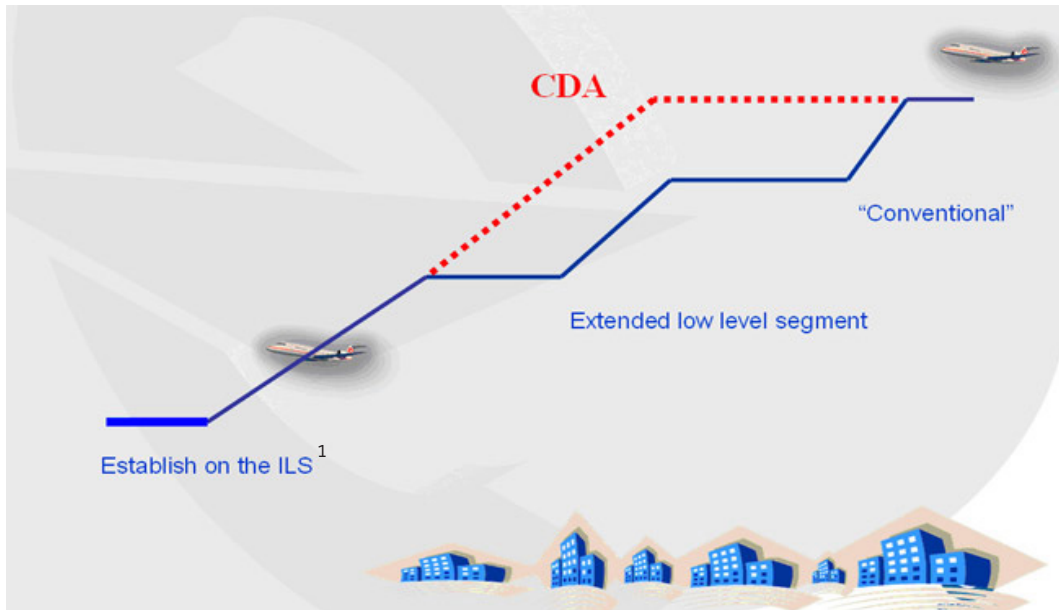 CDA
“Conventional”
Extended low level segment
Establish on the ILS 1